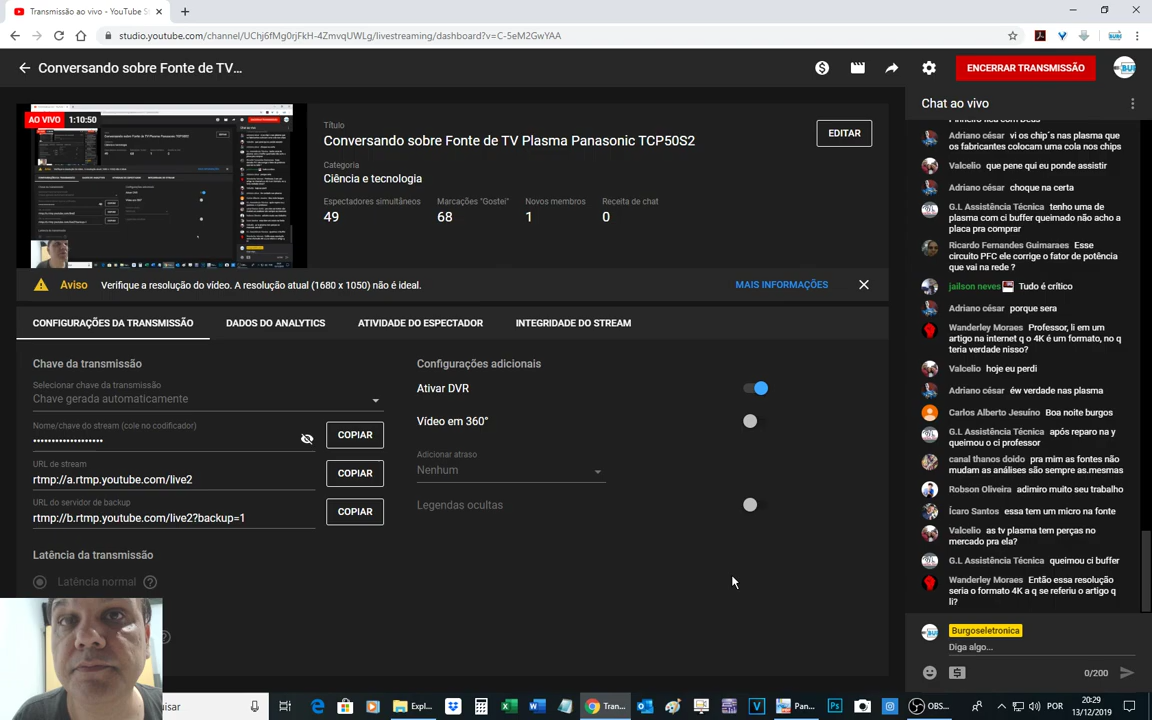 Transmissão ao vivo - YouTube S
studio.youtube.com/channel/UChj6fMg0rjFkH-4ZmvqUWLg/livestreaming/dashboard?v=C-5eM2GwYAA
Conversando sobre Fonte de TV...
ENCERRAR TRANSMISSÃO
AO VIVO 1:10:50
Título
Conversando sobre Fonte de TV Plasma Panasonic TCP50S2
EDITAR
Categoria
Ciência e tecnologia
Espectadores simultâneos
49
Marcações "Gostei"
68
Novos membros
1
Receita de chat
0
Aviso Verifique a resolução do vídeo. A resolução atual (1680 x 1050) não é ideal.
MAIS INFORMAÇÕES
CONFIGURAÇÕES DA TRANSMISSÃO
DADOS DO ANALYTICS
ATIVIDADE DO ESPECTADOR
INTEGRIDADE DO STREAM
Chave da transmissão
Selecionar chave da transmissão
Chave gerada automaticamente
Nome/chave do stream (cole no codificador)
•••••••••••••••••••
COPIAR
URL de stream
rtmp://a.rtmp.youtube.com/live2
COPIAR
URL do servidor de backup
rtmp://b.rtmp.youtube.com/live2?backup=1
COPIAR
Latência da transmissão
Latência normal
Configurações adicionais
Ativar DVR
Vídeo em 360°
Adicionar atraso
Nenhum
Legendas ocultas
Chat ao vivo
Adriano césar vi os chip´s nas plasma que
os fabricantes colocam uma cola nos chips
Valcelio que pene qui eu ponde assistir
Adriano césar choque na certa
G.L Assistência Técnica tenho uma de
plasma com ci buffer queimado não acho a
placa pra comprar
Ricardo Fernandes Guimaraes Esse
circuito PFC ele corrige o fator de potência
que vai na rede ?
jailson neves Tudo é crítico
Adriano césar porque sera
Wanderley Moraes Professor, li em um
artigo na internet q o 4K é um formato, no q
teria verdade nisso?
Valcelio hoje eu perdi
Adriano césar éw verdade nas plasma
Carlos Alberto Jesuíno Boa noite burgos
G.L Assistência Técnica após reparo na y
queimou o ci professor
canal thanos doido pra mim as fontes não
mudam as análises são sempre as.mesmas
Robson Oliveira adimiro muito seu trabalho
Ícaro Santos essa tem um micro na fonte
Valcelio as tv plasma tem perças no
mercado pra ela?
G.L Assistência Técnica queimou ci buffer
Wanderley Moraes Então essa resolução
seria o formato 4K a q se referiu o artigo q
li?
Burgoseletronica
Diga algo...
0/200
uisar
Expl...
Tran...
Pan...
OBS...
POR
20:29
13/12/2019